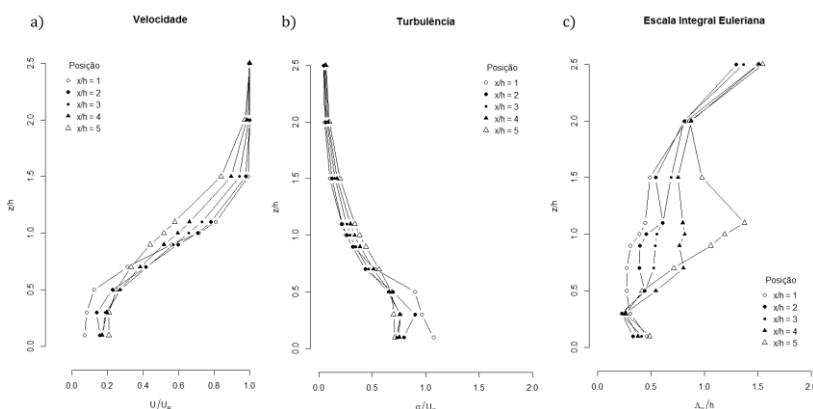 a)
Velocidade
z/h
2.5
2.0
1.5
1.0
0.5
0.0
Posição
x/h = 1
x/h = 2
x/h = 3
x/h = 4
x/h = 5
0.0 0.2 0.4 0.6 0.8 1.0
b)
Turbulência
z/h
2.5
2.0
1.5
1.0
0.5
0.0
Posição
x/h = 1
x/h = 2
x/h = 3
x/h = 4
x/h = 5
0.0 0.5 1.0 1.5 2.0
c)
Escala Integral Euleriana
z/h
2.5
2.0
1.5
1.0
0.5
0.0
Posição
x/h = 1
x/h = 2
x/h = 3
x/h = 4
x/h = 5
0.0 0.5 1.0 1.5 2.0